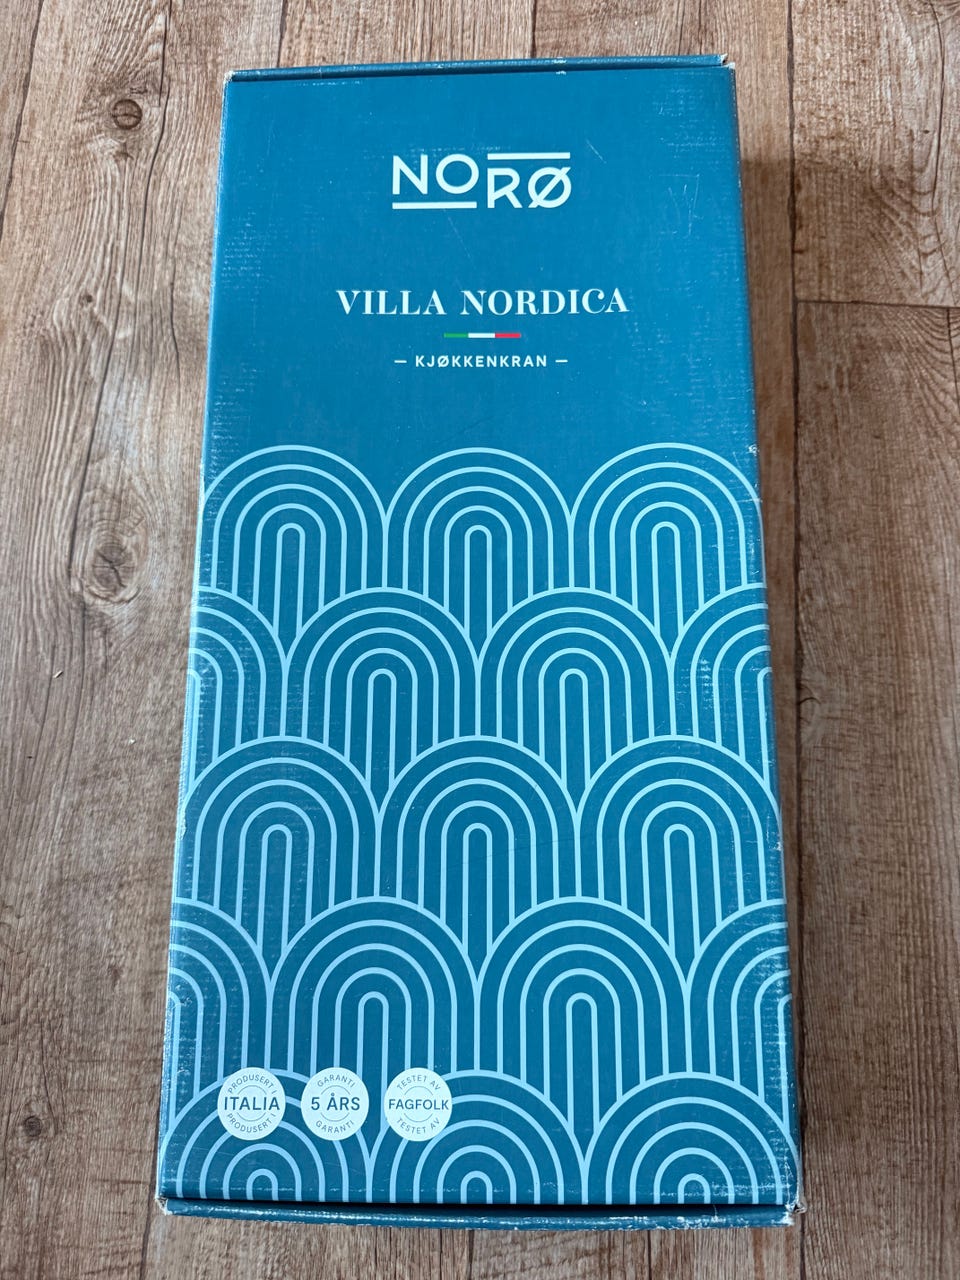 NORØ
VILLA NORDICA
— KJØKKENKRAN —
PRODUSERT I
ITALIA
PRODUSERT I
GARANTI
5 ÅRS
GARANTI
TESTET AV
FAGFOLK
TESTET AV